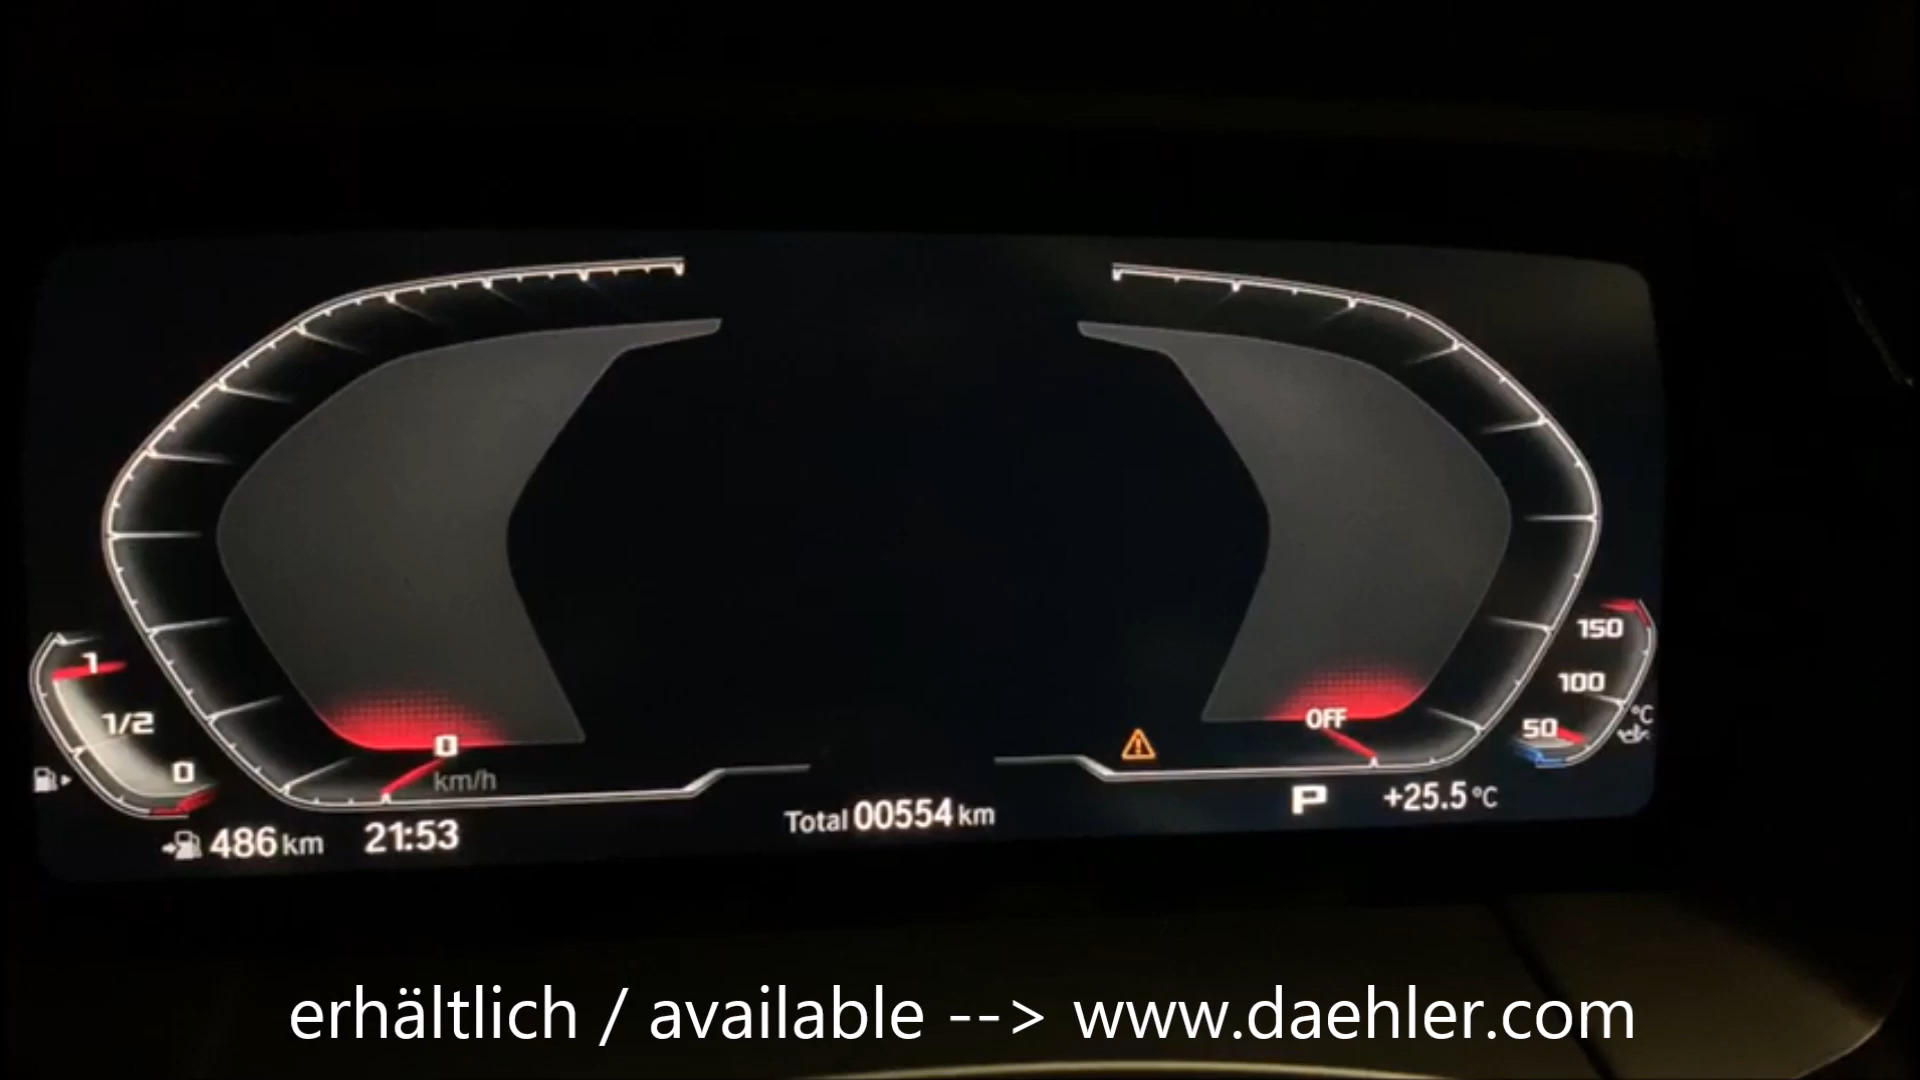 1
1/2
0
0
km/h
486 km
21:53
Total 00554 km
OFF
P
+25.5 °C
150
100
50
°C
erhältlich / available --> www.daehler.com